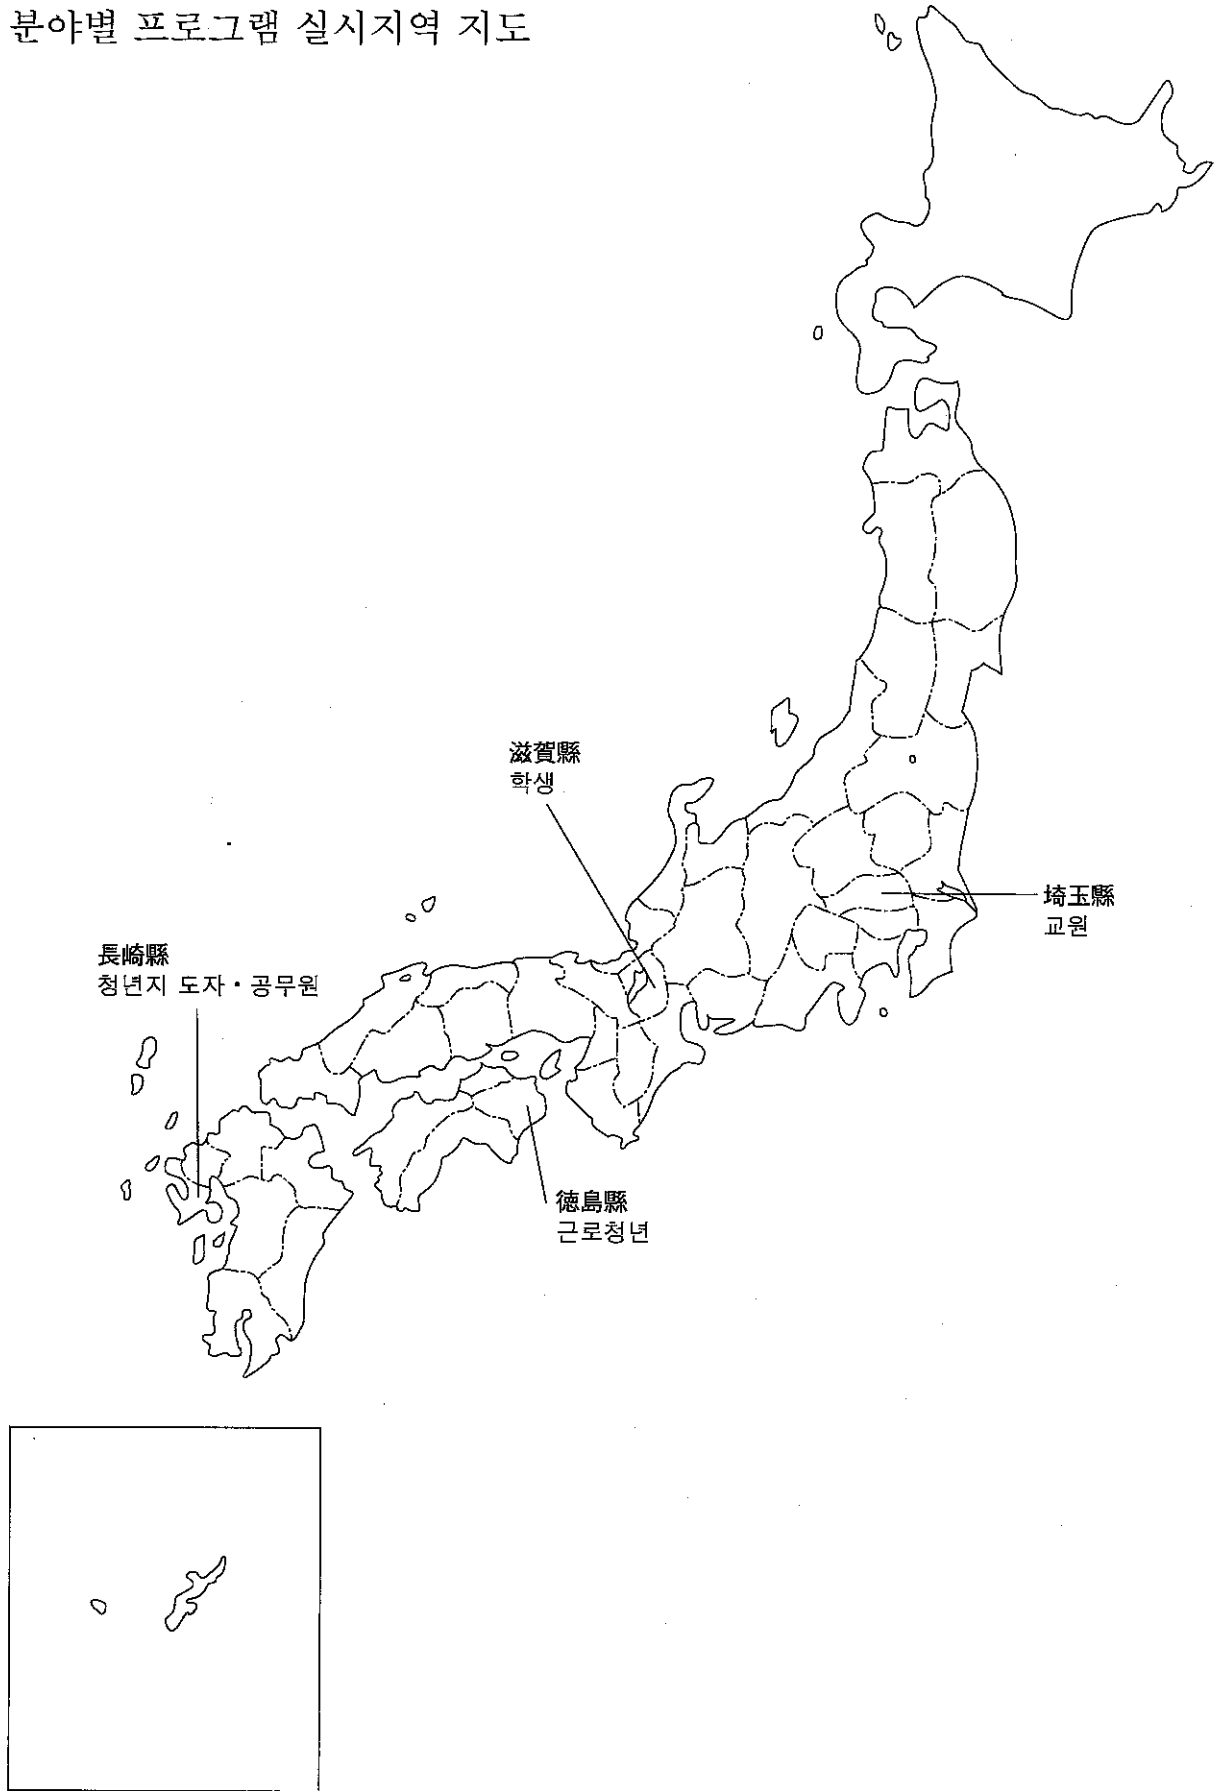 분야별 프로그램 실시지역 지도
滋賀縣
학생
埼玉縣
교원
長崎縣
청년지 도자·공무원
徳島縣
근로청년